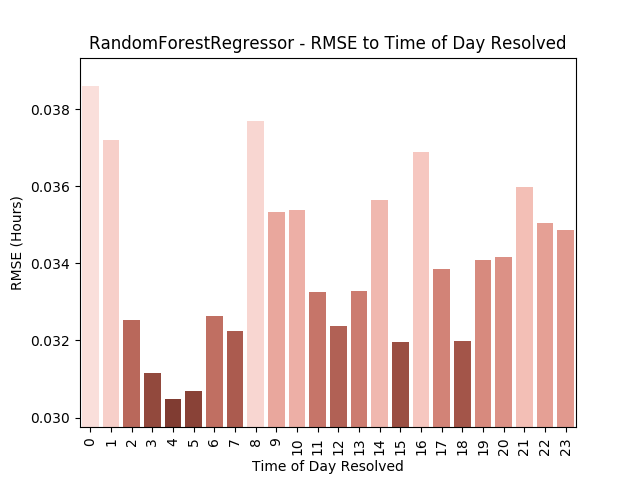 RandomForestRegressor - RMSE to Time of Day Resolved
0.038
0.036
0.034
0.032
0.030
RMSE (Hours)
0 1 2 3 4 5 6 7 8 9 10 11 12 13 14 15 16 17 18 19 20 21 22 23
Time of Day Resolved